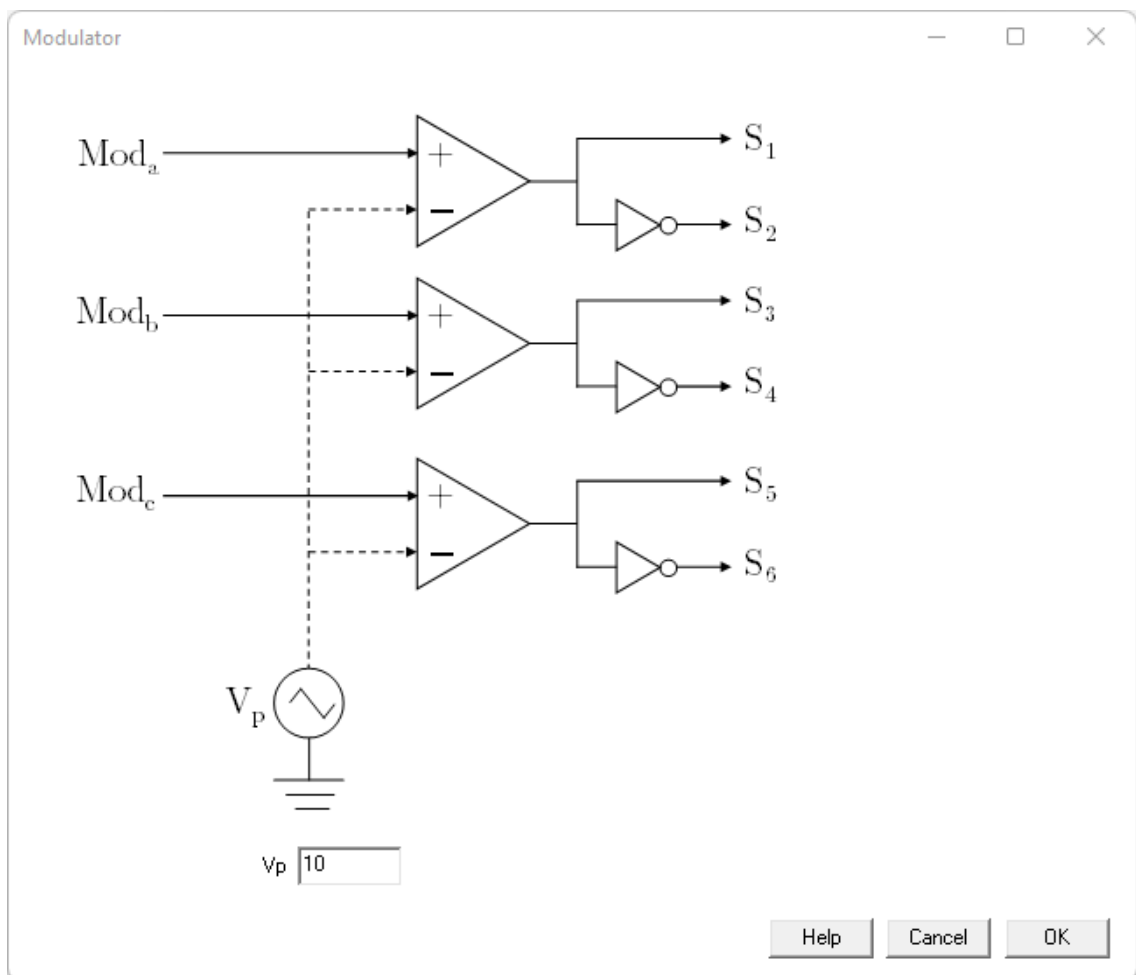 Modulator
Mod_a
+
−
S_1
S_2
Mod_b
+
−
S_3
S_4
Mod_c
+
−
S_5
S_6
V_p
Vp 10
Help Cancel OK